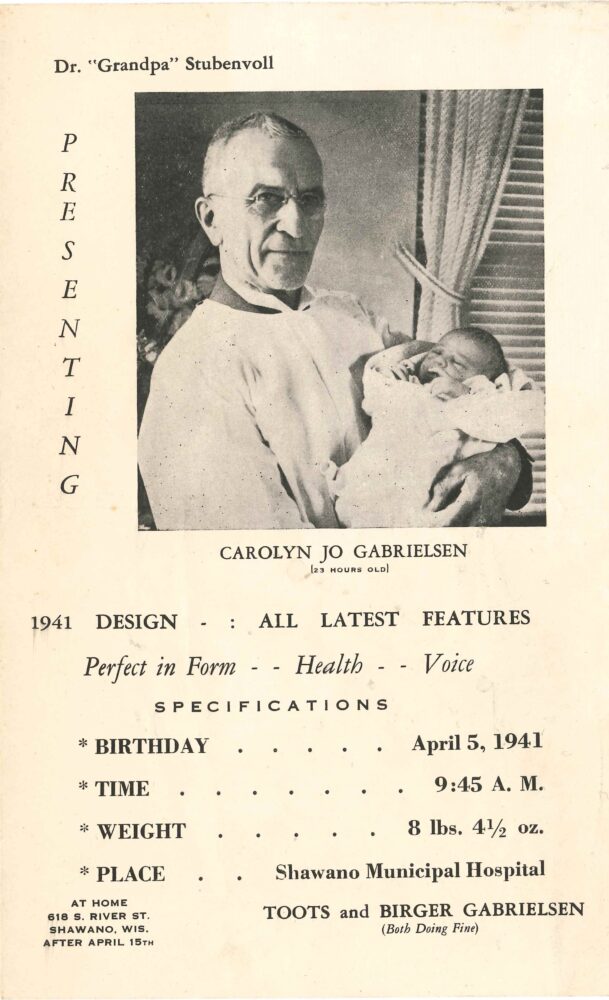 Dr. "Grandpa" Stubenvoll
PRESENTING
CAROLYN JO GABRIELSEN
[23 HOURS OLD]
1941 DESIGN - : ALL LATEST FEATURES
Perfect in Form - - Health - - Voice
SPECIFICATIONS
* BIRTHDAY . . . . . April 5, 1941
* TIME . . . . . . . 9:45 A. M.
* WEIGHT . . . . . 8 lbs. 4½ oz.
* PLACE . . Shawano Municipal Hospital
AT HOME
618 S. RIVER ST.
SHAWANO, WIS.
AFTER APRIL 15TH
TOOTS and BIRGER GABRIELSEN
(Both Doing Fine)